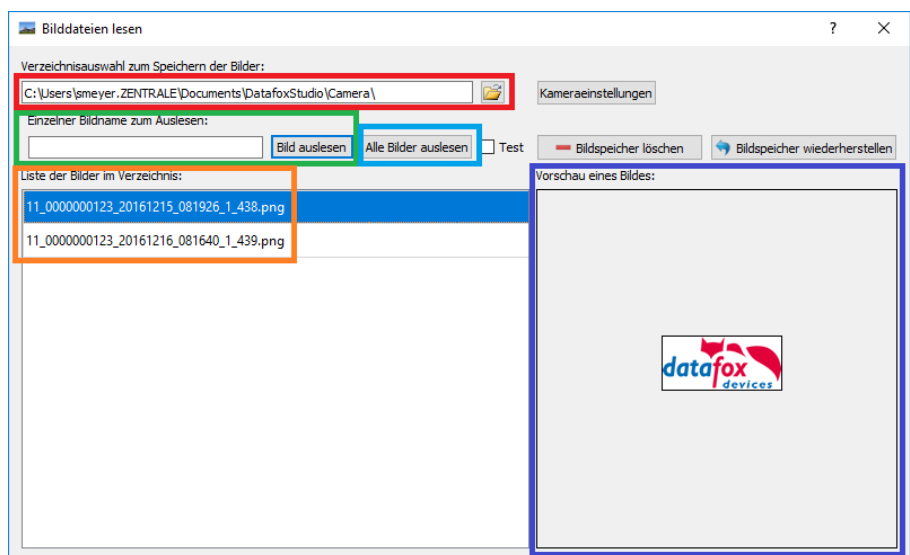 Bilddateien lesen
Verzeichnisauswahl zum Speichern der Bilder:
C:\Users\smeyer.ZENTRALE\Documents\DatafoxStudio\Camera\
Kameraeinstellungen
Einzelner Bildname zum Auslesen:
Bild auslesen Alle Bilder auslesen Test Bildspeicher löschen Bildspeicher wiederherstellen
Liste der Bilder im Verzeichnis:
11_0000000123_20161215_081926_1_438.png
11_0000000123_20161216_081640_1_439.png
Vorschau eines Bildes:
datafox
devices